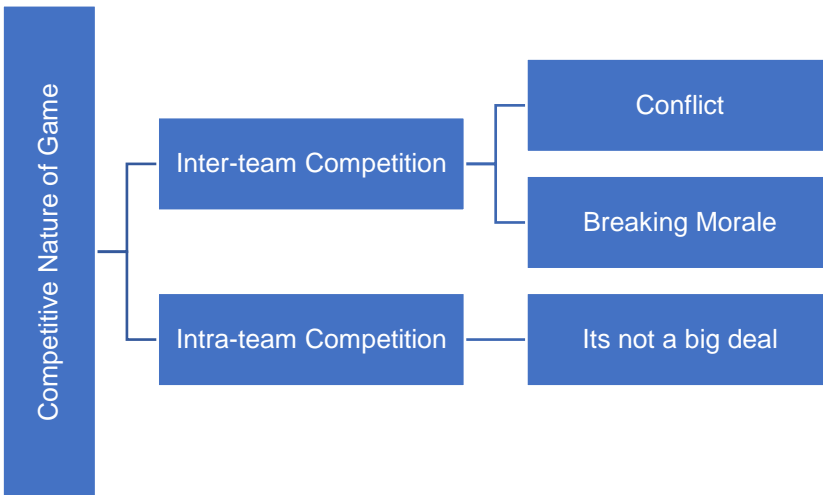 Competitive Nature of Game
Inter-team Competition
Conflict
Breaking Morale
Intra-team Competition
Its not a big deal